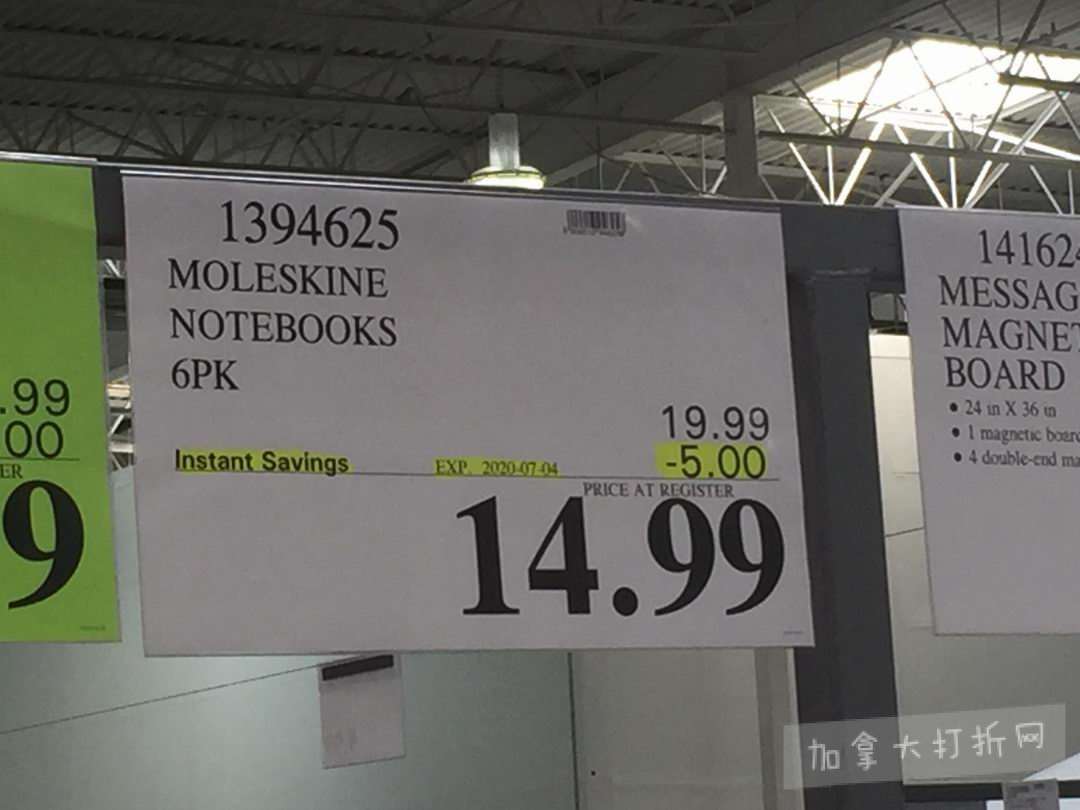 .99
.00
ER
9
1394625
MOLESKINE
NOTEBOOKS
6PK
19.99
Instant Savings EXP. 2020-07-04 -5.00
PRICE AT REGISTER
14.99
14162
MESSAG
MAGNET
BOARD
• 24 in X 36 in
• 1 magnetic board
• 4 double-end ma
加拿大打折网